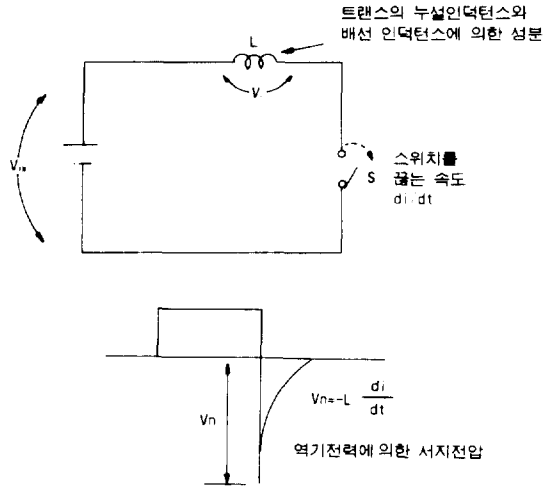 트랜스의 누설인덕턴스와
배선 인덕턴스에 의한 성분
L
V
스위치를
S 끊는 속도
di/dt
Vn=-L di/dt
Vn
역기전력에 의한 서지전압